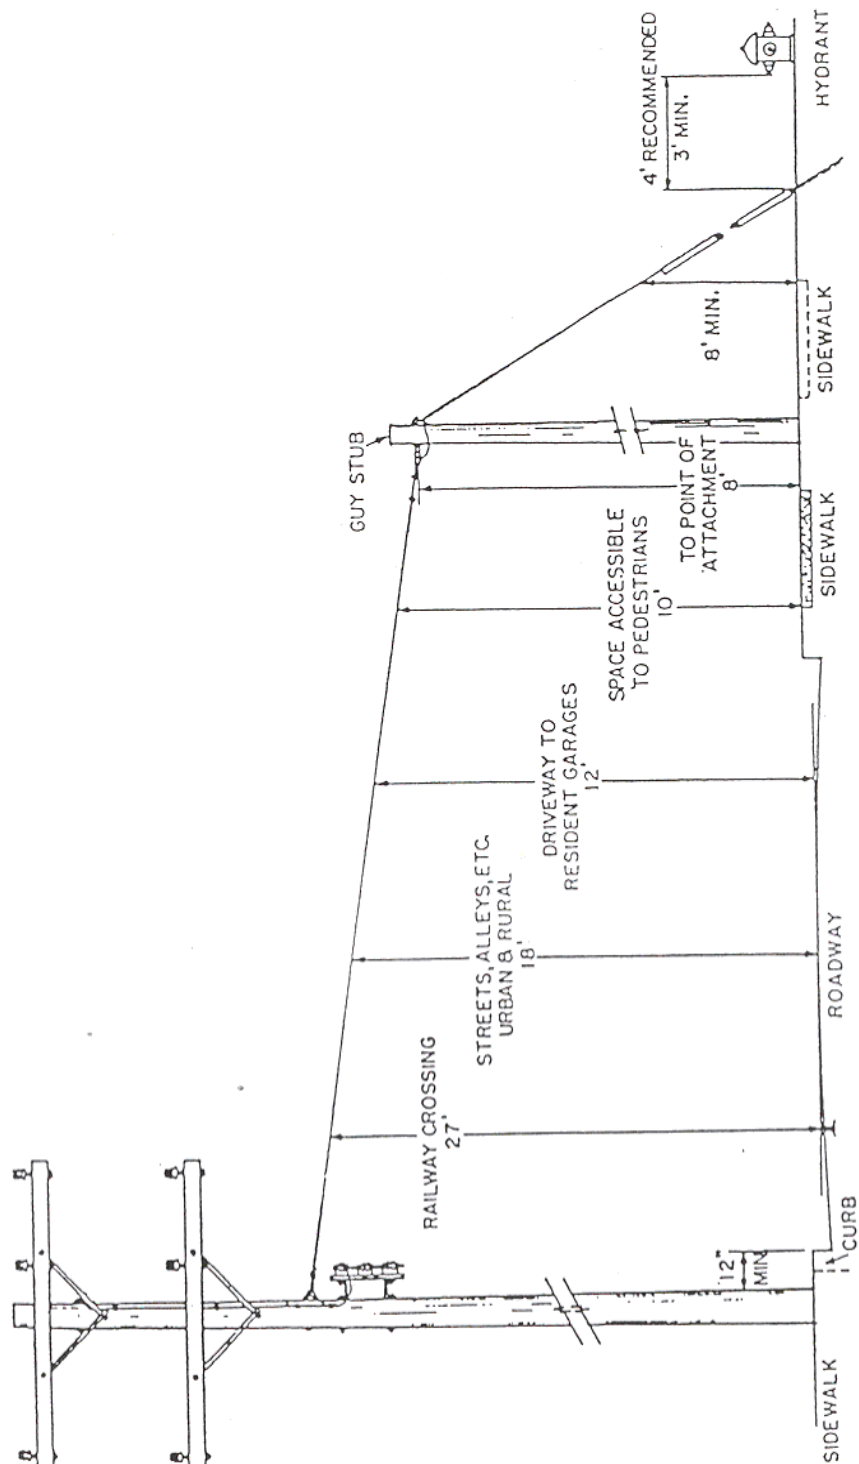 GUY STUB
4' RECOMMENDED
3' MIN.
RAILWAY CROSSING
27'
STREETS, ALLEYS, ETC.
URBAN & RURAL
18'
DRIVEWAY TO
RESIDENT GARAGES
12'
SPACE ACCESSIBLE
TO PEDESTRIANS
10'
TO POINT OF
ATTACHMENT
8'
8' MIN.
12"
MIN.
SIDEWALK
CURB
ROADWAY
SIDEWALK
SIDEWALK
HYDRANT